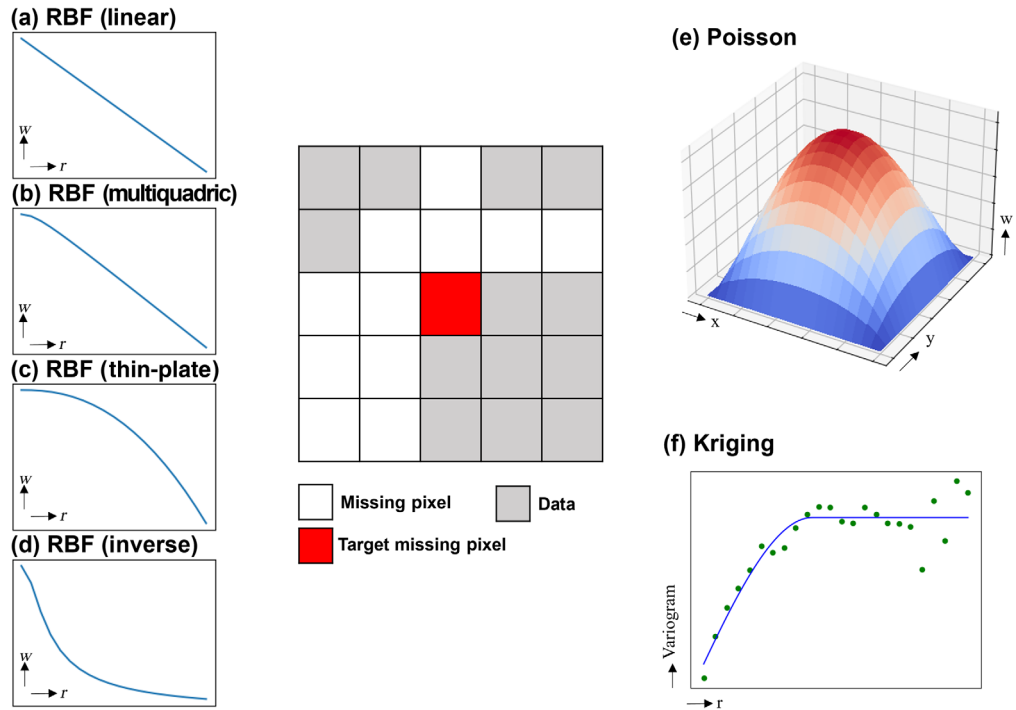 (a) RBF (linear)
w
r
(b) RBF (multiquadric)
w
r
(c) RBF (thin-plate)
w
r
(d) RBF (inverse)
w
r
Missing pixel
Data
Target missing pixel
(e) Poisson
w
x
y
(f) Kriging
Variogram
r